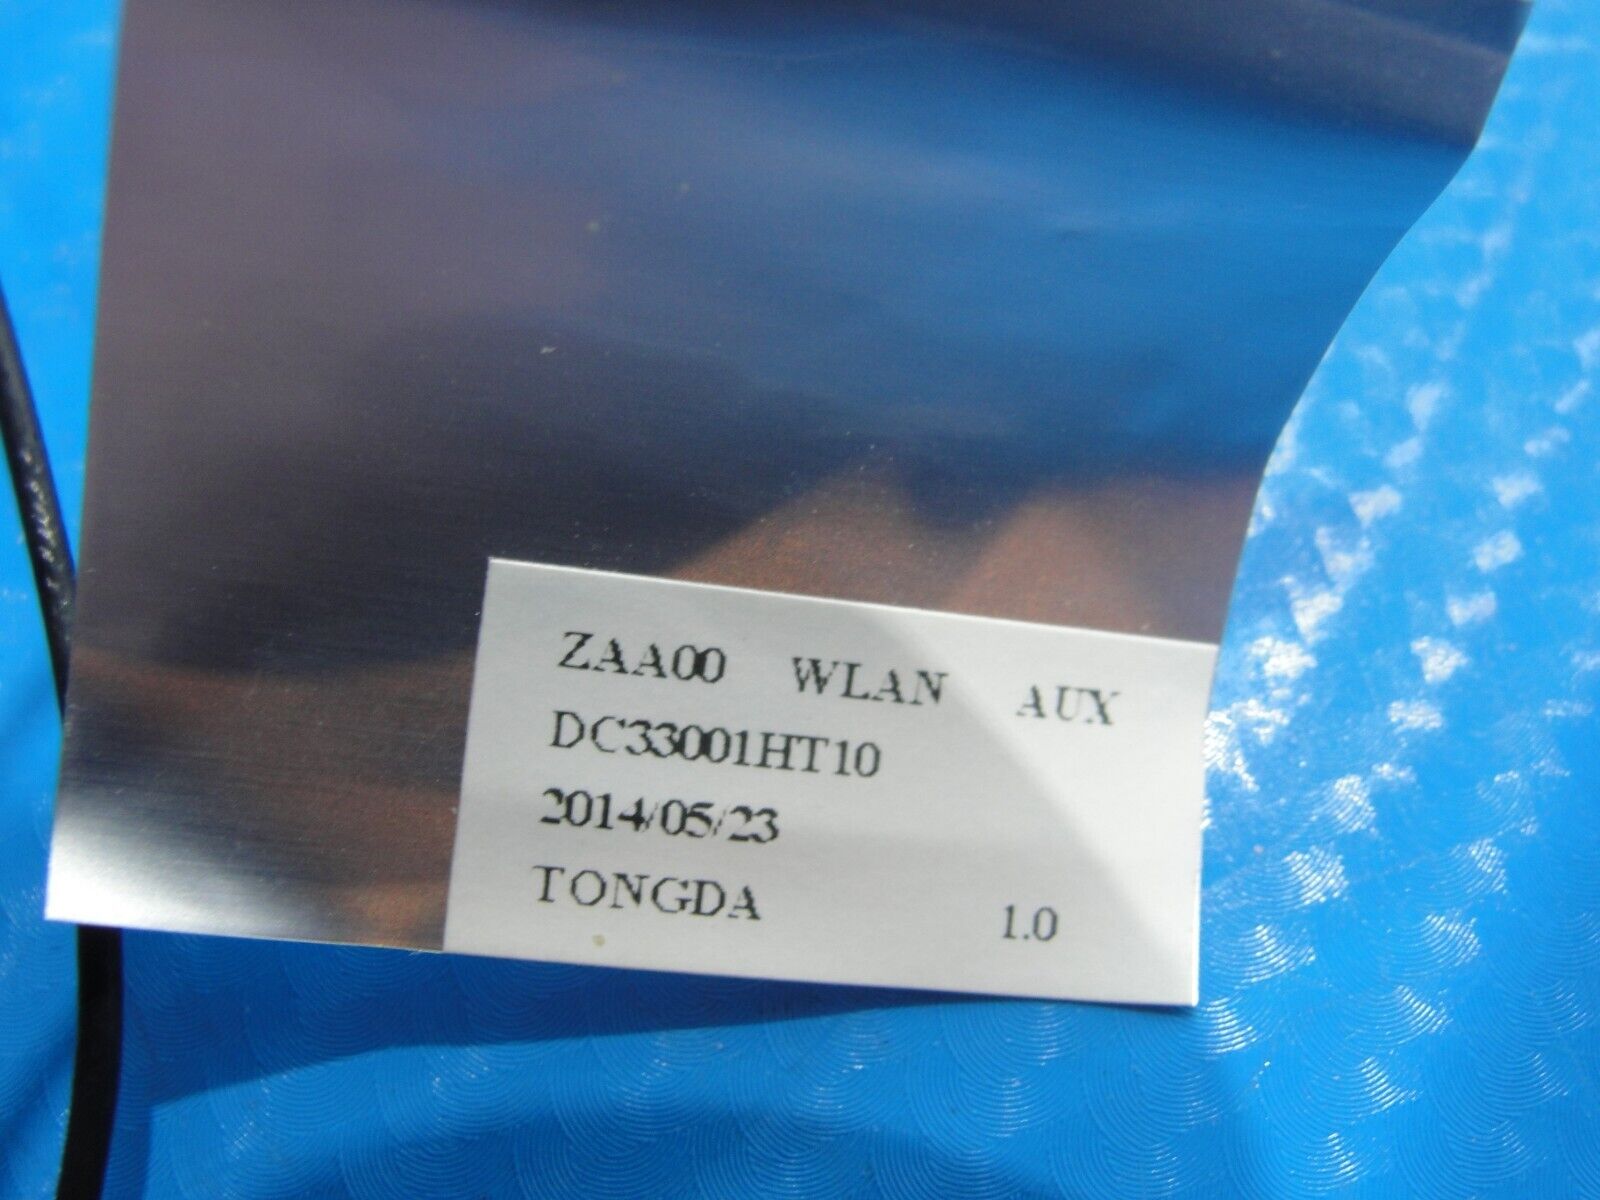 ZAA00 WLAN AUX
DC33001HT10
2014/05/23
TONGDA 1.0